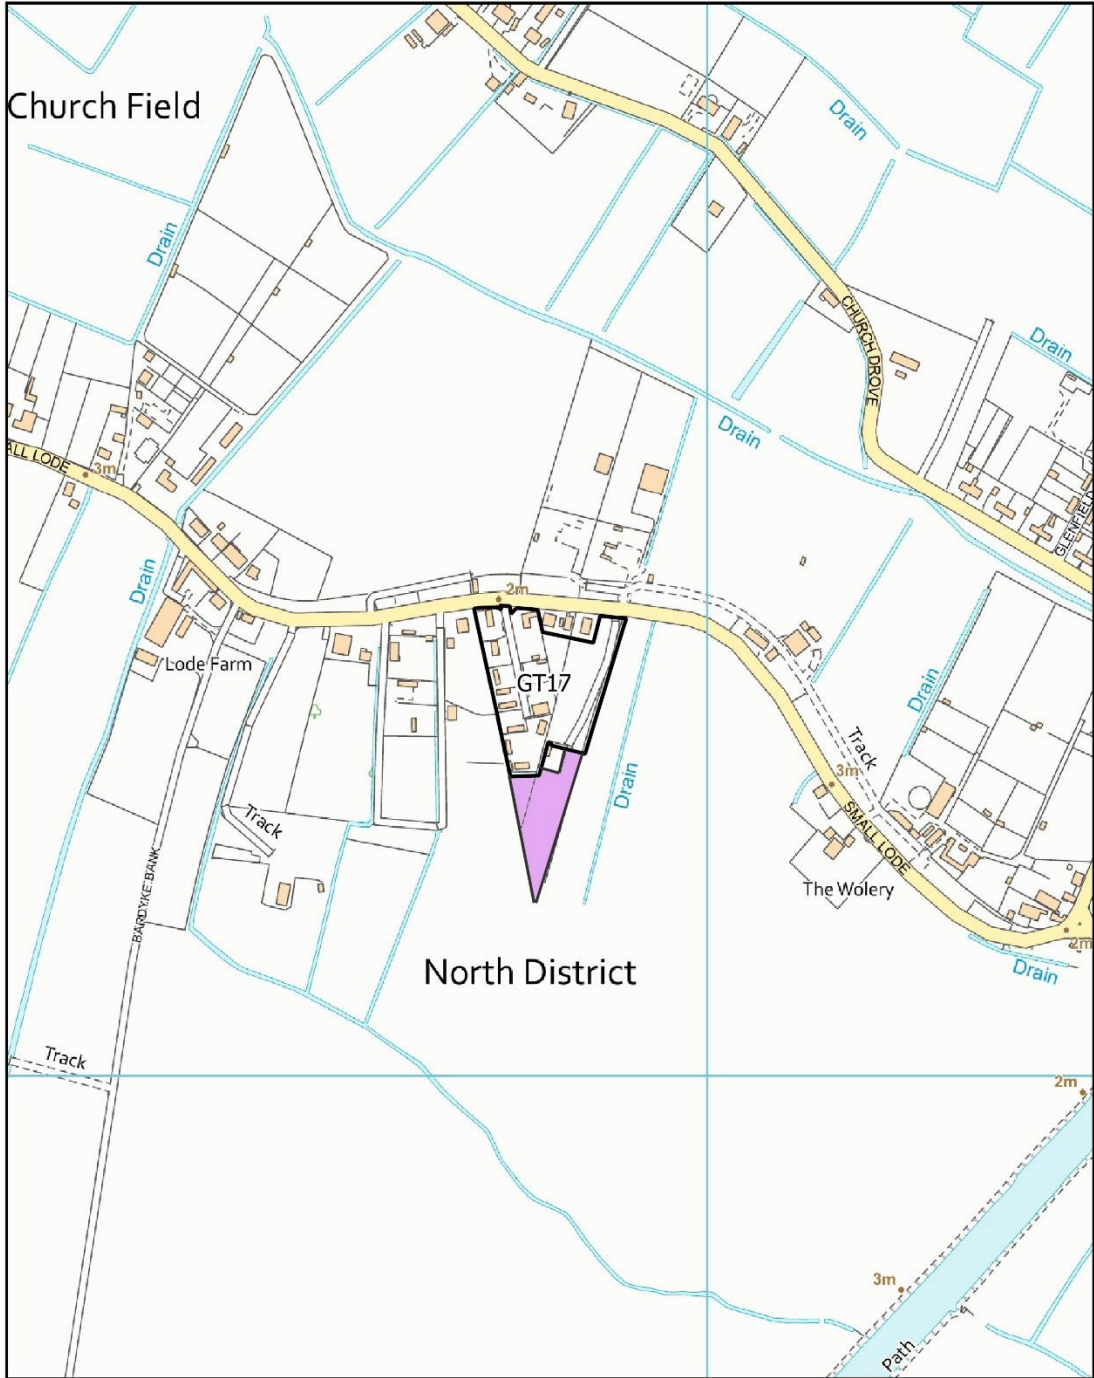 Church Field
Drain
Drain
CHURCH DROVE
Drain
Drain
ALL LODE
3m
GLENFIELD
Drain
2m
Lode Farm
GT17
Drain
Track
3m
Drain
Track
SMALL LODE
The Wolery
BARDYKE BANK
2m
North District
Drain
Track
2m
3m
Path